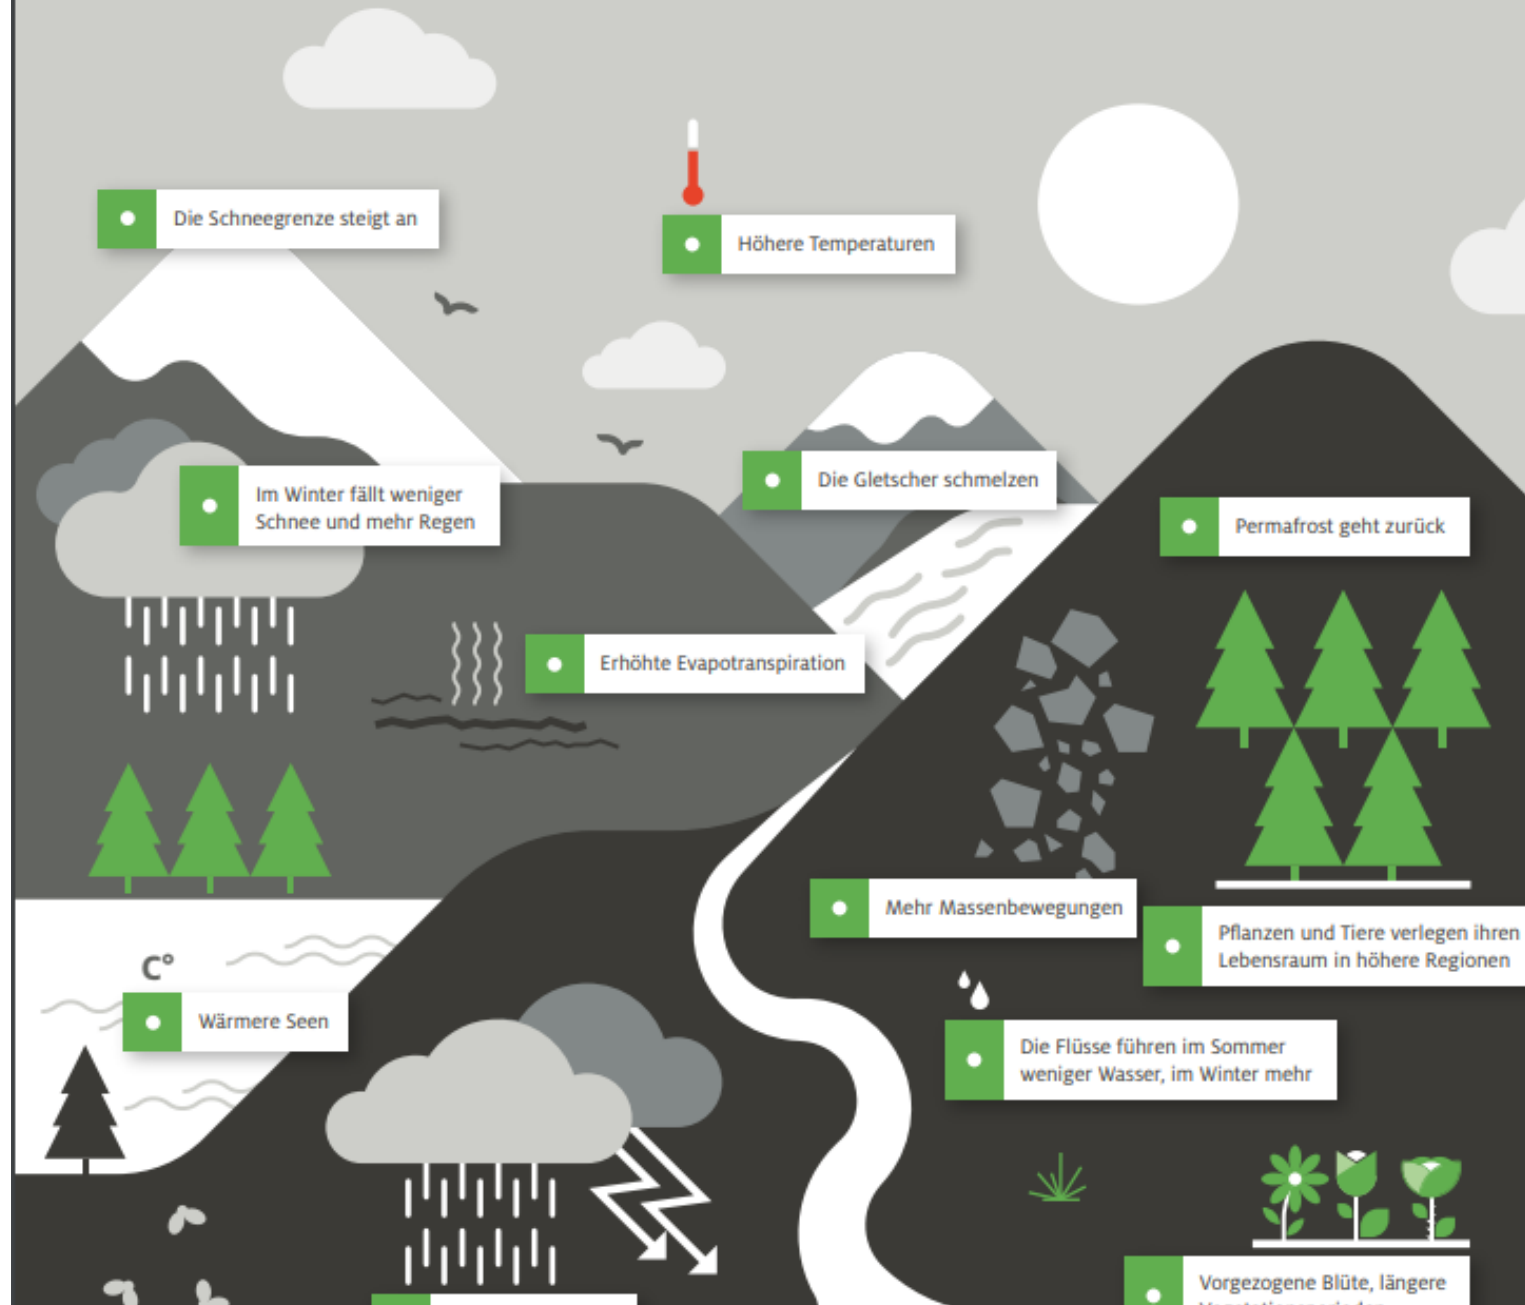 Die Schneegrenze steigt an
Höhere Temperaturen
Im Winter fällt weniger
Schnee und mehr Regen
Die Gletscher schmelzen
Permafrost geht zurück
Erhöhte Evapotranspiration
Mehr Massenbewegungen
Pflanzen und Tiere verlegen ihren
Lebensraum in höhere Regionen
C°
Wärmere Seen
Die Flüsse führen im Sommer
weniger Wasser, im Winter mehr
Vorgezogene Blüte, längere